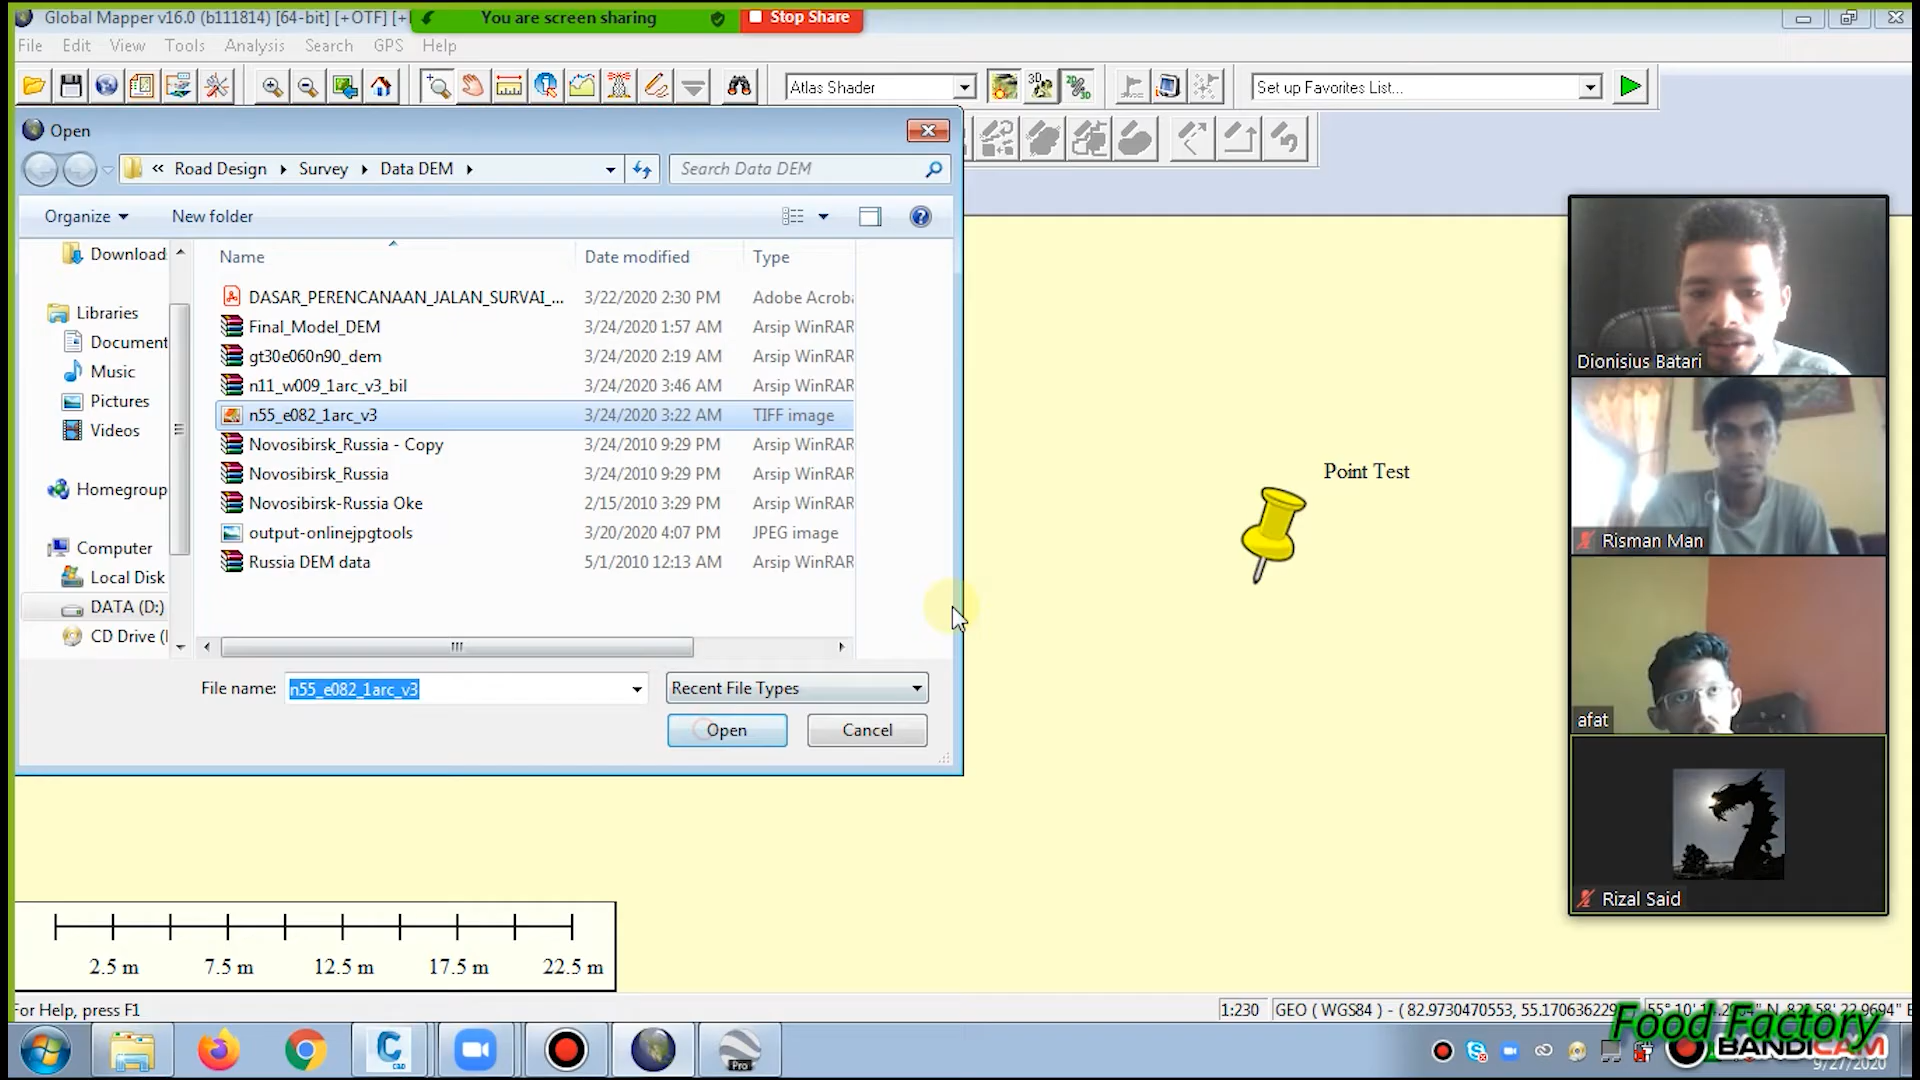 Global Mapper v16.0 (b111814) [64-bit] [+OTF] [+
You are screen sharing
Stop Share
File Edit View Tools Analysis Search GPS Help
Atlas Shader
3D
Set up Favorites List...
Open
« Road Design Survey Data DEM
Search Data DEM
Organize New folder
Name Date modified Type
Download
Libraries
Document
Music
Pictures
Videos
Homegroup
Computer
Local Disk
DATA (D:)
CD Drive (
DASAR_PERENCANAAN_JALAN_SURVAI_... 3/22/2020 2:30 PM Adobe Acroba
Final_Model_DEM 3/24/2020 1:57 AM Arsip WinRAR
gt30e060n90_dem 3/24/2020 2:19 AM Arsip WinRAR
n11_w009_1arc_v3_bil 3/24/2020 3:46 AM Arsip WinRAR
n55_e082_1arc_v3 3/24/2020 3:22 AM TIFF image
Novosibirsk_Russia - Copy 3/24/2010 9:29 PM Arsip WinRAR
Novosibirsk_Russia 3/24/2010 9:29 PM Arsip WinRAR
Novosibirsk-Russia Oke 2/15/2010 3:29 PM Arsip WinRAR
output-onlinejpgtools 3/20/2020 4:07 PM JPEG image
Russia DEM data 5/1/2010 12:13 AM Arsip WinRAR
File name: n55_e082_1arc_v3
Recent File Types
Open Cancel
Point Test
Dionisius Batari
Risman Man
afat
Rizal Said
2.5 m 7.5 m 12.5 m 17.5 m 22.5 m
For Help, press F1
1:230 GEO ( WGS84 ) - ( 82.9730470553, 55.170636229
Food Factory
BANDICAM
9/27/2020
C
CAD
Pro